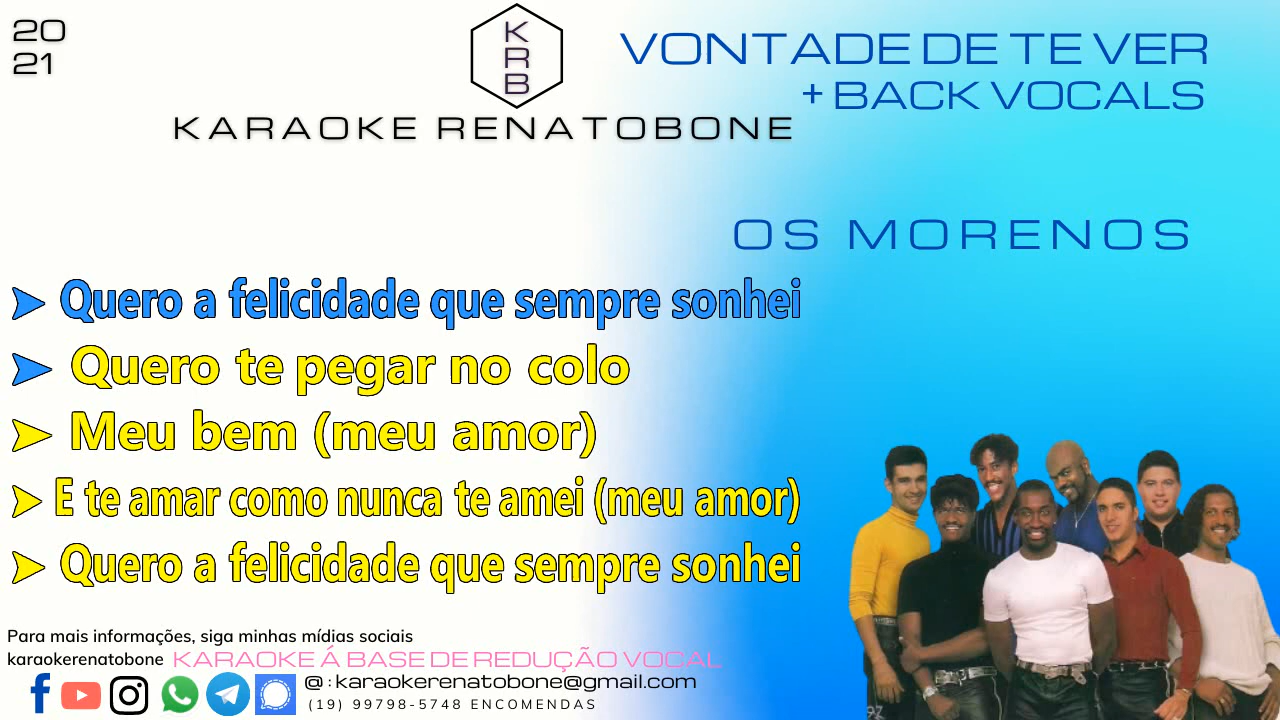 20
21
K
R
B
KARAOKE RENATOBONE
VONTADE DE TE VER
+ BACK VOCALS
OS MORENOS
Quero a felicidade que sempre sonhei
Quero te pegar no colo
Meu bem (meu amor)
E te amar como nunca te amei (meu amor)
Quero a felicidade que sempre sonhei
Para mais informações, siga minhas mídias sociais
karaokerenatobone KARAOKE Á BASE DE REDUÇÃO VOCAL
@ : karaokerenatobone@gmail.com
(19) 99798-5748 ENCOMENDAS